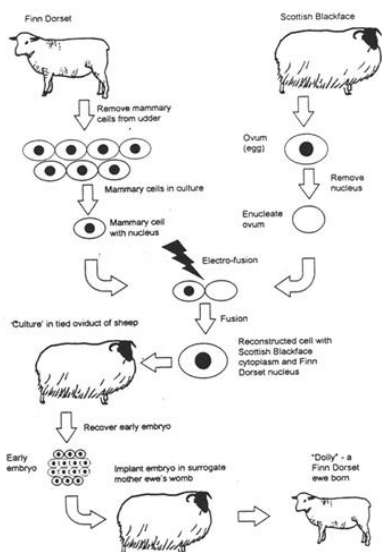 Finn Dorset
Scottish Blackface
Remove mammary
cells from udder
Ovum
(egg)
Mammary cells in culture
Remove
nucleus
Mammary cell
with nucleus
Enucleate
ovum
Electro-fusion
Fusion
'Culture' in tied oviduct of sheep
Reconstructed cell with
Scottish Blackface
cytoplasm and Finn
Dorset nucleus
Recover early embryo
Early
embryo
Implant embryo in surrogate
mother ewe's womb
"Dolly" - a
Finn Dorset
ewe born